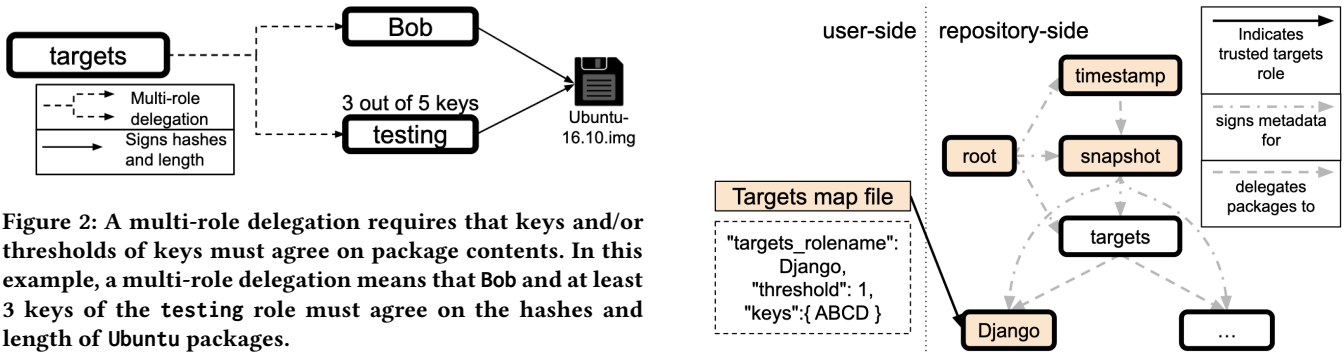 targets
Bob
3 out of 5 keys
testing
Ubuntu-
16.10.img
Multi-role
delegation
Signs hashes
and length
Figure 2: A multi-role delegation requires that keys and/or
thresholds of keys must agree on package contents. In this
example, a multi-role delegation means that Bob and at least
3 keys of the testing role must agree on the hashes and
length of Ubuntu packages.
user-side
repository-side
timestamp
root
snapshot
targets
Django
...
Targets map file
"targets_rolename":
Django,
"threshold": 1,
"keys":{ ABCD }
Indicates
trusted targets
role
signs metadata
for
delegates
packages to